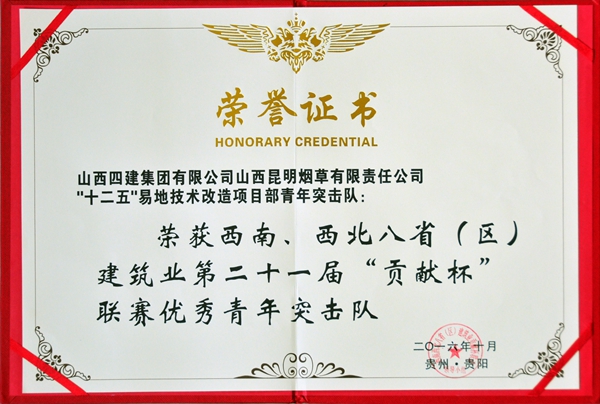 荣誉证书
HONORARY CREDENTIAL
山西四建集团有限公司山西昆明烟草有限责任公司
"十二五"易地技术改造项目部青年突击队：
荣获西南、西北八省（区）
建筑业第二十一届“贡献杯”
联赛优秀青年突击队
二〇一六年十月
贵州·贵阳